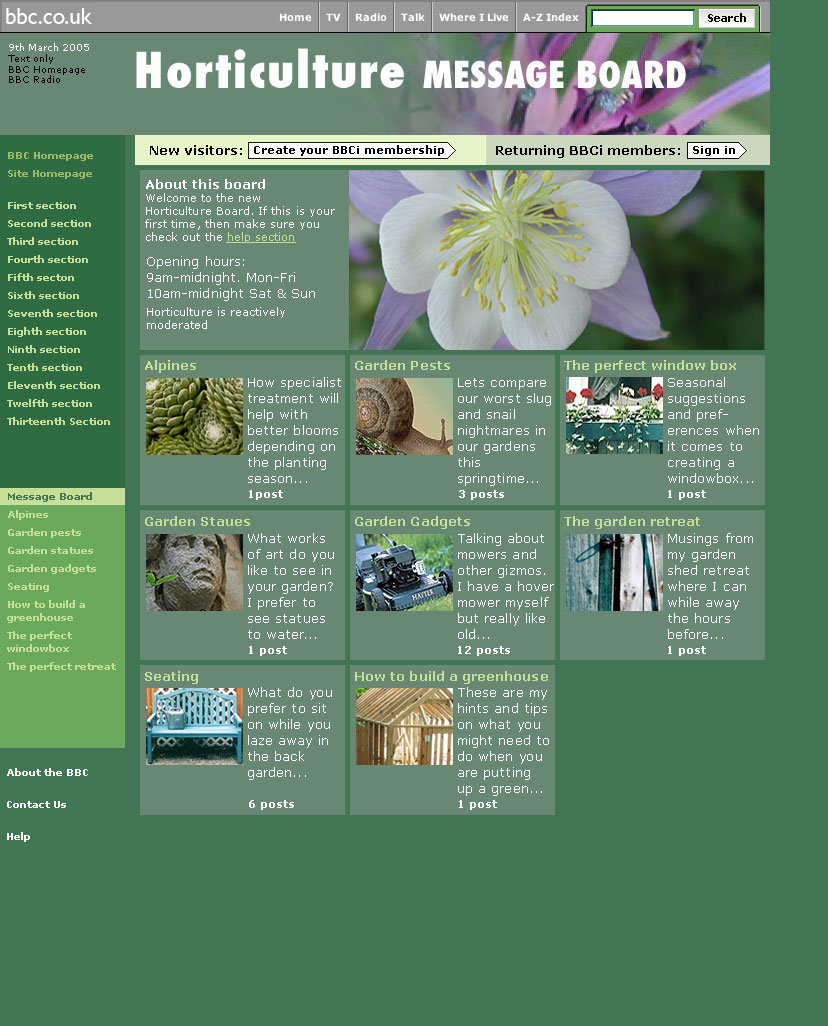 bbc.co.uk
Home TV Radio Talk Where I Live A-Z Index Search
9th March 2005
Text only
BBC Homepage
BBC Radio
Horticulture MESSAGE BOARD
New visitors: Create your BBCi membership Returning BBCi members: Sign in
BBC Homepage
Site Homepage
First section
Second section
Third section
Fourth section
Fifth secton
Sixth section
Seventh section
Eighth section
Ninth section
Tenth section
Eleventh section
Twelfth section
Thirteenth Section
Message Board
Alpines
Garden pests
Garden statues
Garden gadgets
Seating
How to build a
greenhouse
The perfect
windowbox
The perfect retreat
About the BBC
Contact Us
Help
About this board
Welcome to the new
Horticulture Board. If this is your
first time, then make sure you
check out the help section
Opening hours:
9am-midnight. Mon-Fri
10am-midnight Sat & Sun
Horticulture is reactively
moderated
Alpines
How specialist
treatment will
help with
better blooms
depending on
the planting
season...
1post
Garden Pests
Lets compare
our worst slug
and snail
nightmares in
our gardens
this
springtime...
3 posts
The perfect window box
Seasonal
suggestions
and pref-
erences when
it comes to
creating a
windowbox...
1 post
Garden Staues
What works
of art do you
like to see in
your garden?
I prefer to
see statues
to water...
1 post
Garden Gadgets
Talking about
mowers and
other gizmos.
I have a hover
mower myself
but really like
old...
12 posts
HAYTER
The garden retreat
Musings from
my garden
shed retreat
where I can
while away
the hours
before...
1 post
Seating
What do you
prefer to sit
on while you
laze away in
the back
garden...
6 posts
How to build a greenhouse
These are my
hints and tips
on what you
might need to
do when you
are putting
up a green...
1 post